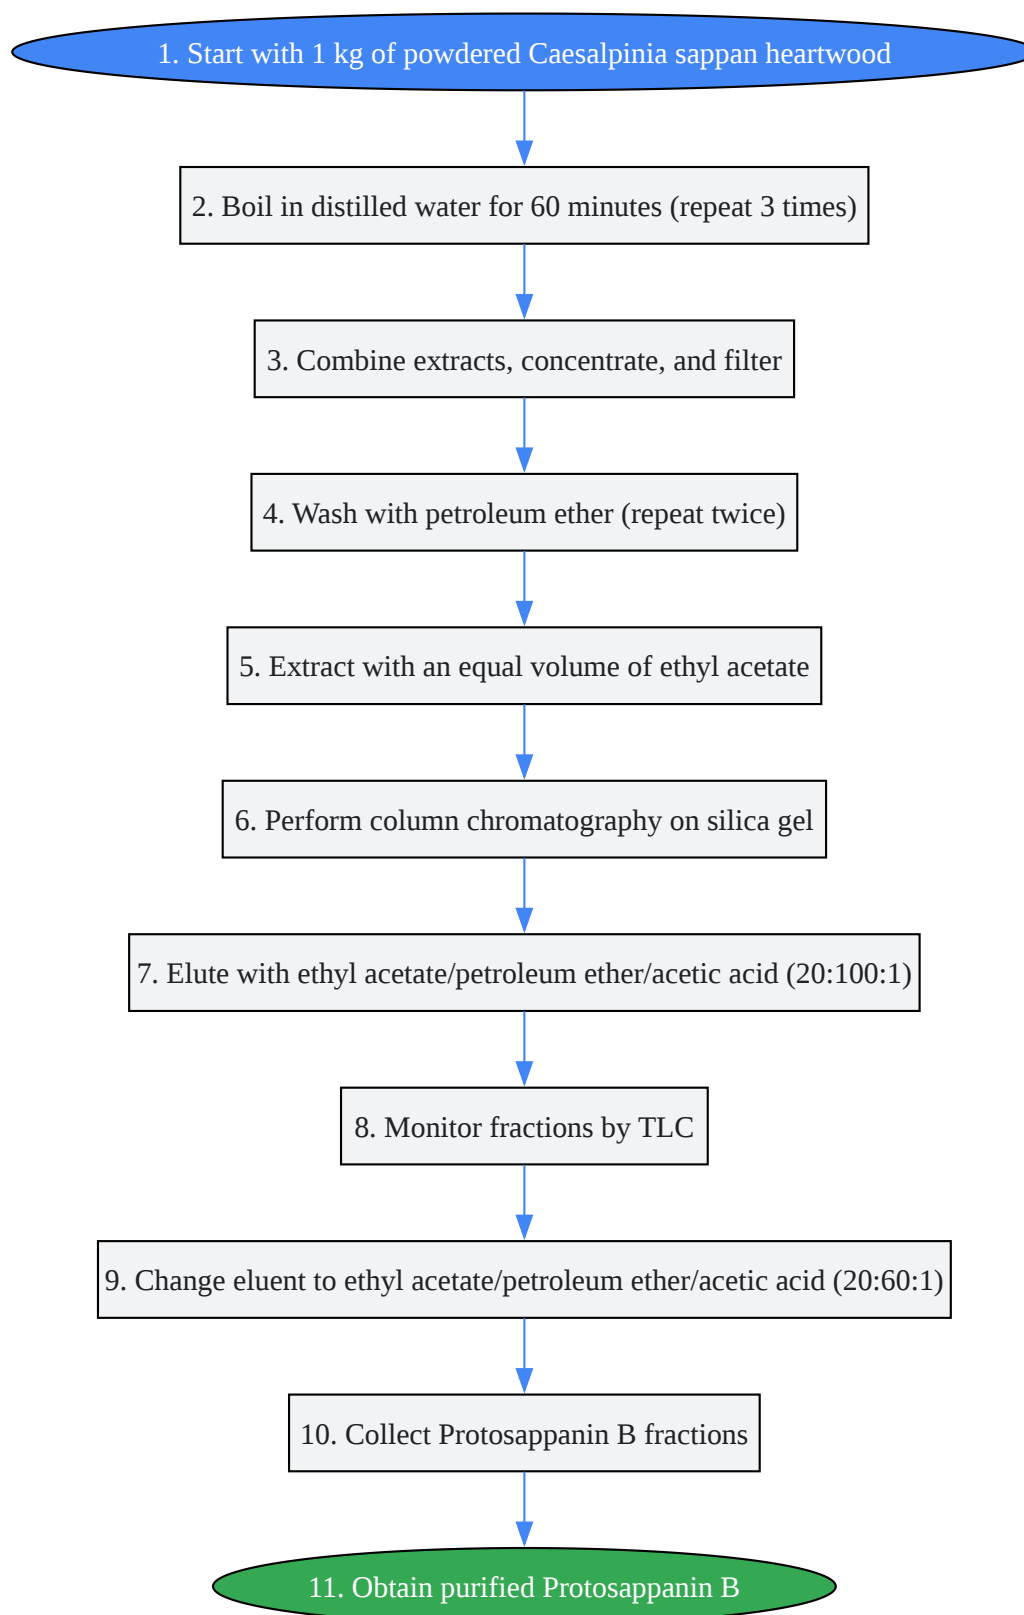 1. Start with 1 kg of powdered Caesalpinia sappan heartwood
2. Boil in distilled water for 60 minutes (repeat 3 times)
3. Combine extracts, concentrate, and filter
4. Wash with petroleum ether (repeat twice)
5. Extract with an equal volume of ethyl acetate
6. Perform column chromatography on silica gel
7. Elute with ethyl acetate/petroleum ether/acetic acid (20:100:1)
8. Monitor fractions by TLC
9. Change eluent to ethyl acetate/petroleum ether/acetic acid (20:60:1)
10. Collect Protosappanin B fractions
11. Obtain purified Protosappanin B